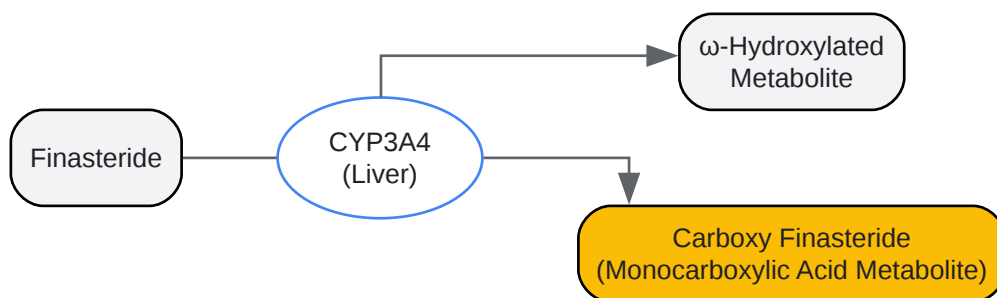 Finasteride
CYP3A4
(Liver)
ω-Hydroxylated
Metabolite
Carboxy Finasteride
(Monocarboxylic Acid Metabolite)